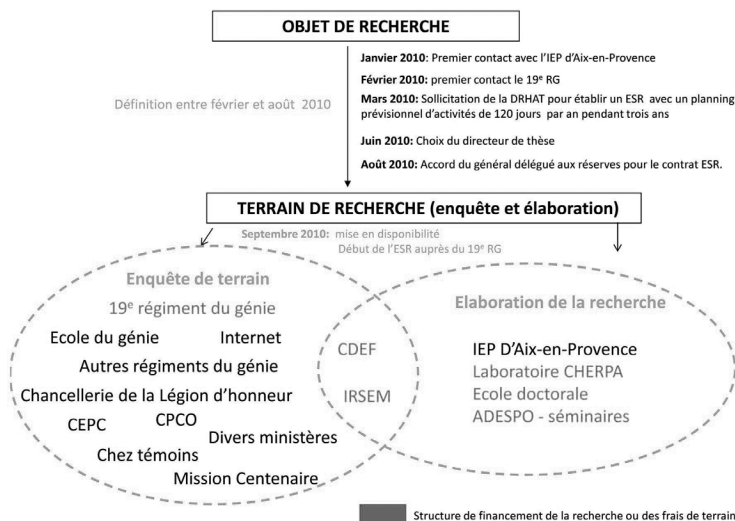 OBJET DE RECHERCHE
Janvier 2010: Premier contact avec l'IEP d'Aix-en-Provence
Février 2010: premier contact le 19e RG
Définition entre février et août 2010
Mars 2010: Sollicitation de la DRHAT pour établir un ESR avec un planning
prévisionnel d'activités de 120 jours par an pendant trois ans
Juin 2010: Choix du directeur de thèse
Août 2010: Accord du général délégué aux réserves pour le contrat ESR.
TERRAIN DE RECHERCHE (enquête et élaboration)
Septembre 2010: mise en disponibilité
Début de l'ESR auprès du 19e RG
Enquête de terrain
19e régiment du génie
Ecole du génie
Internet
Autres régiments du génie
Chancellerie de la Légion d'honneur
CEPC
CPCO
Divers ministères
Chez témoins
Mission Centenaire
CDEF
IRSEM
Elaboration de la recherche
IEP D'Aix-en-Provence
Laboratoire CHERPA
Ecole doctorale
ADESPO - séminaires
Structure de financement de la recherche ou des frais de terrain